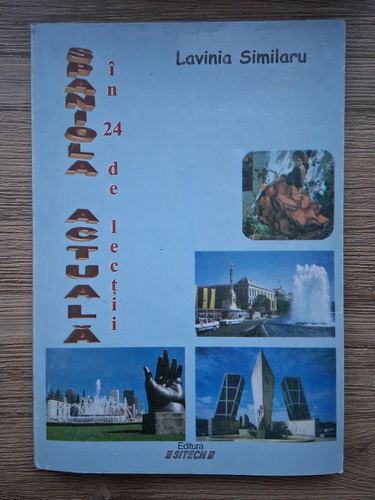 Lavinia Similaru
SPANIOLA ACTUALĂ
în 24 de lecții
Editura
SITECH